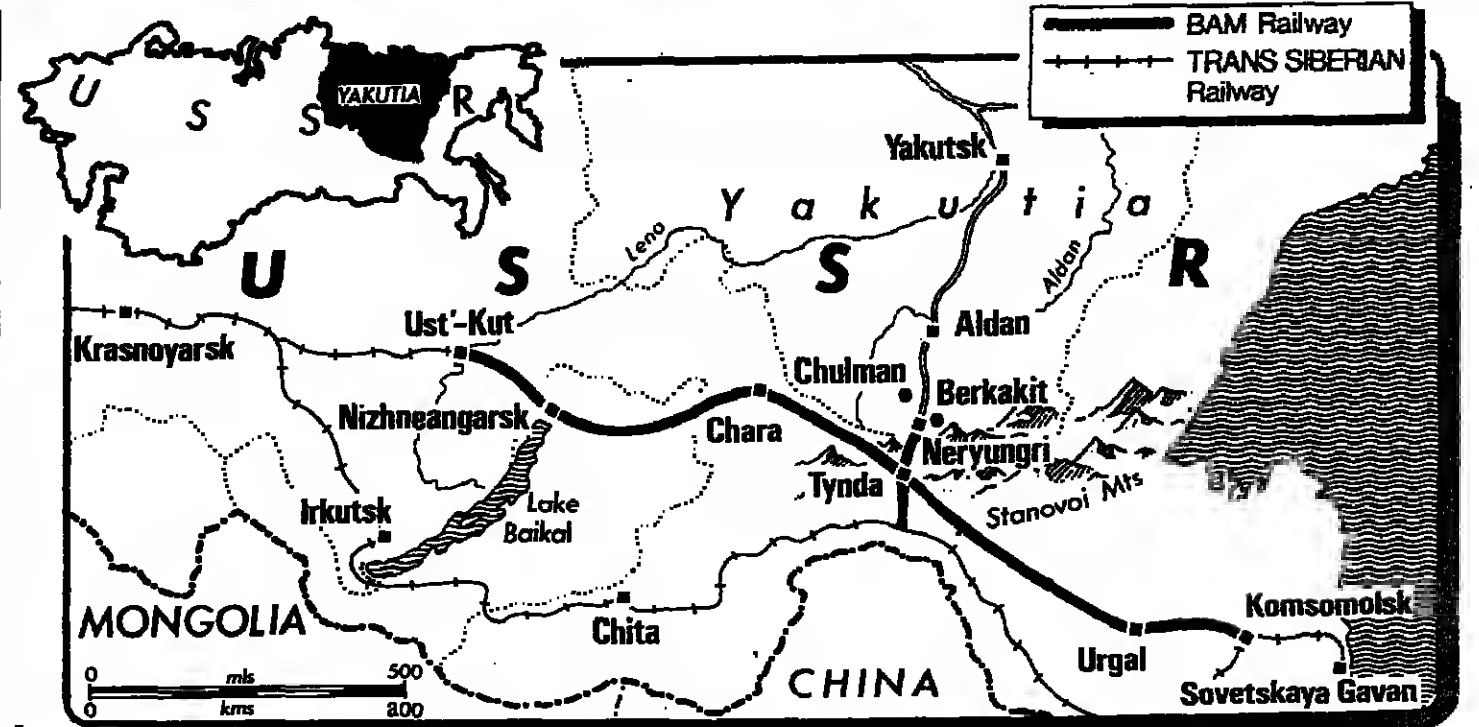 BAM Railway
TRANS SIBERIAN
Railway
U S S R
YAKUTIA
Yakutsk
Yakutia
Lena
Aldan
U S S R
Krasnoyarsk
Ust'-Kut
Aldan
Chulman
Berkakit
Nizhneangarsk
Chara
Neryungri
Tynda
Stanovoi Mts
Irkutsk
Lake
Baikal
MONGOLIA
Chita
Komsomolsk
Urgal
CHINA
Sovetskaya Gavan
0 mls 500
0 kms 800